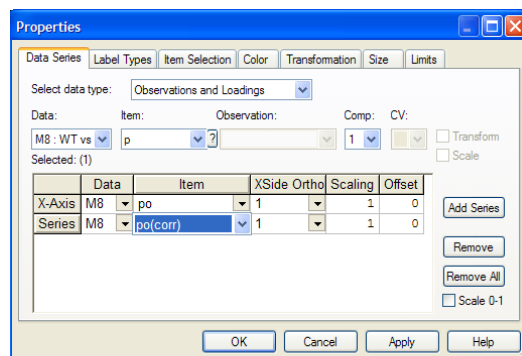 Properties
Data Series Label Types Item Selection Color Transformation Size Limits
Select data type: Observations and Loadings
Data: Item: Observation: Comp: CV:
M8 : WT vs p ? 1 Transform
Scale
Selected: (1)
Data Item XSide Ortho Scaling Offset
X-Axis M8 po 1 1 0
Series M8 po(corr) 1 1 0
Add Series
Remove
Remove All
Scale 0-1
OK Cancel Apply Help